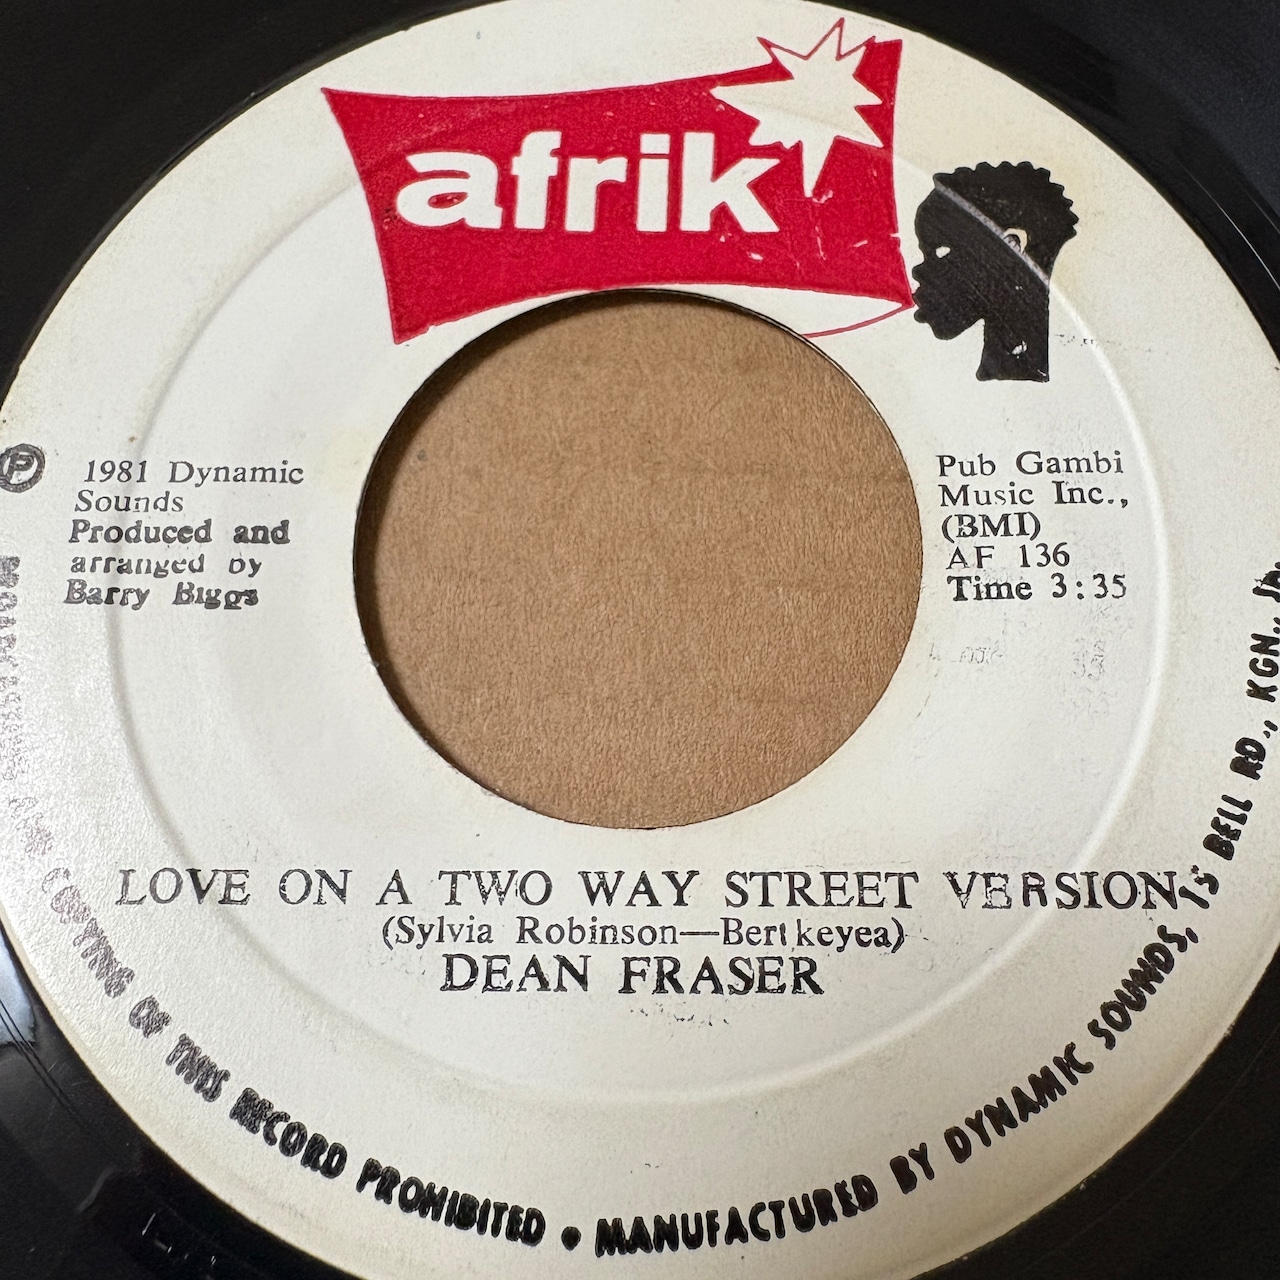 afrik
℗ 1981 Dynamic
Sounds
Produced and
arranged by
Barry Biggs
Pub Gambi
Music Inc.,
(BMI)
AF 136
Time 3:35
LOVE ON A TWO WAY STREET VERSION
(Sylvia Robinson—Bertkeyea)
DEAN FRASER
COPYING OF THIS RECORD PROHIBITED • MANUFACTURED BY DYNAMIC SOUNDS, 15 BELL RD., KGN., JA.